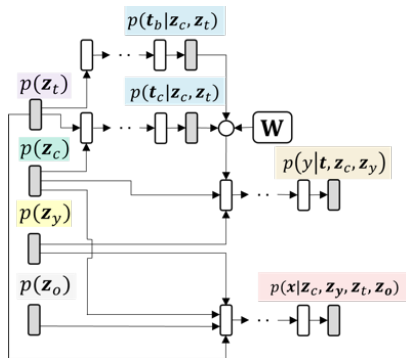 p(t_b|z_c, z_t)
p(z_t)
p(t_c|z_c, z_t)
W
p(z_c)
p(y|t, z_c, z_y)
p(z_y)
p(z_o)
p(x|z_c, z_y, z_t, z_o)